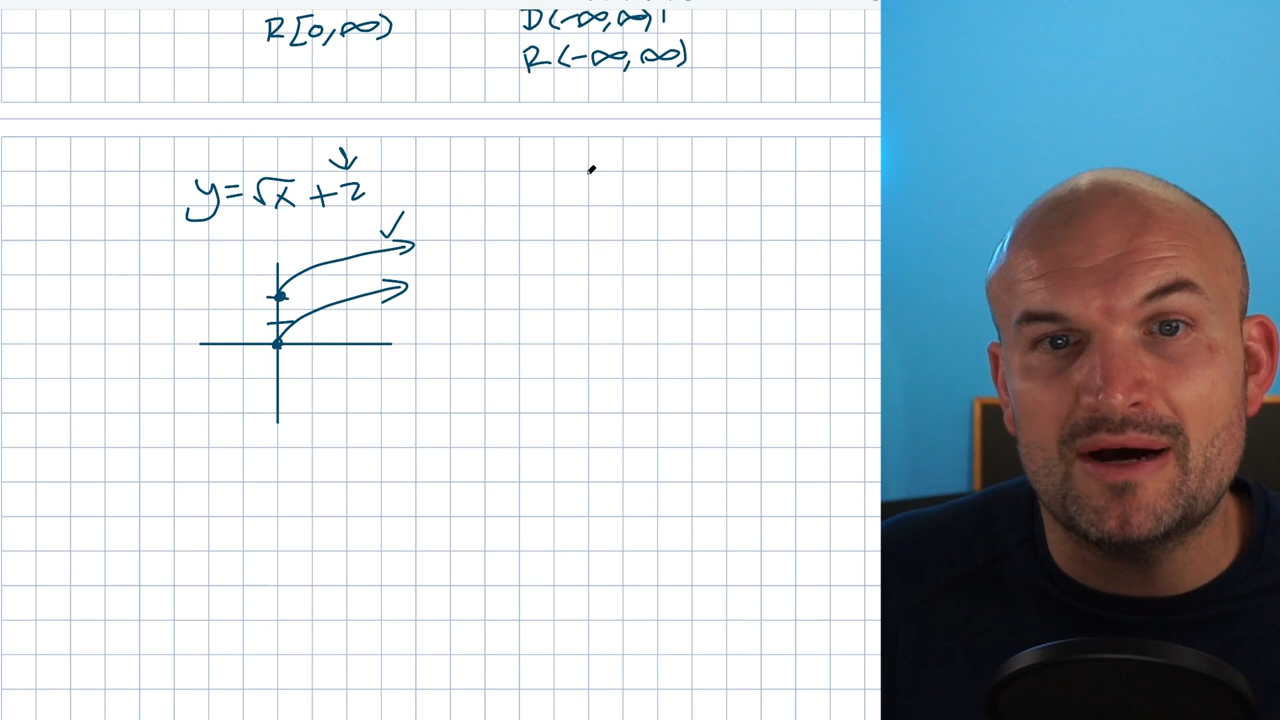 R[0,∞)
D(-∞,∞)
R(-∞,∞)
y=√x +2